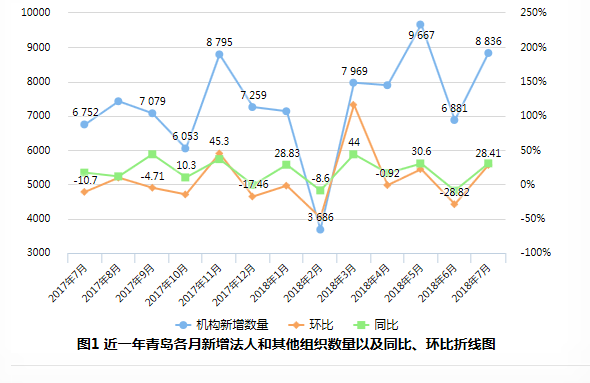 10000
250%
9000
200%
8000
150%
7000
100%
6000
50%
5000
0%
4000
-50%
3000
-100%
6 752
7 079
6 053
8 795
7 259
3 686
7 969
9 667
6 881
8 836
-10.7
-4.71
10.3
45.3
-17.46
28.83
-8.6
44
-0.92
30.6
-28.82
28.41
2017年7月
2017年8月
2017年9月
2017年10月
2017年11月
2017年12月
2018年1月
2018年2月
2018年3月
2018年4月
2018年5月
2018年6月
2018年7月
机构新增数量 环比 同比
图1 近一年青岛各月新增法人和其他组织数量以及同比、环比折线图